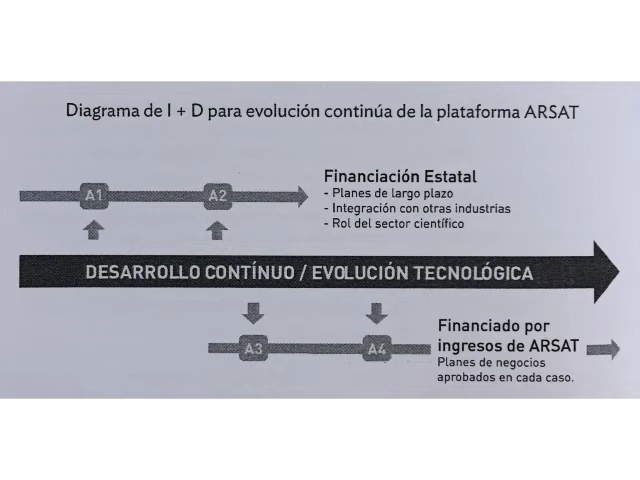 Diagrama de I + D para evolución continúa de la plataforma ARSAT
Financiación Estatal
- Planes de largo plazo
- Integración con otras industrias
- Rol del sector científico
A1
A2
DESARROLLO CONTÍNUO / EVOLUCIÓN TECNOLÓGICA
A3
A4
Financiado por
ingresos de ARSAT
Planes de negocios
aprobados en cada caso.